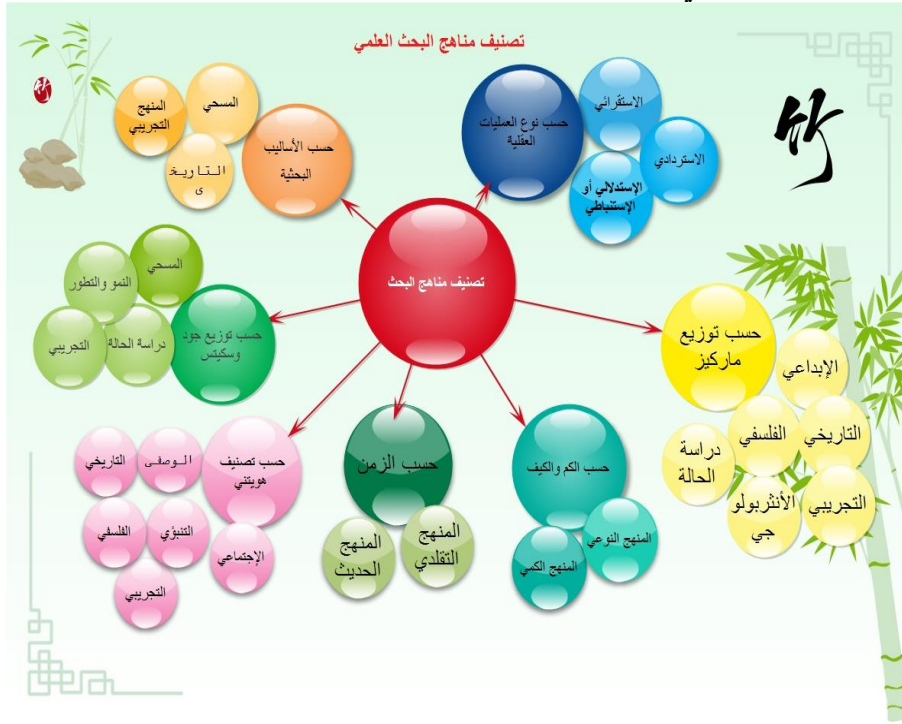 تصنيف مناهج البحث العلمي
竹
竹
تصنيف مناهج البحث
حسب نوع العمليات
العقلية
الاستقرائي
الاستردادي
الإستدلالي أو
الإستنباطي
حسب الأساليب
البحثية
المسحي
المنهج
التجريبي
التاريخ
ى
حسب توزيع جود
وسكيتس
المسحي
النمو والتطور
دراسة الحالة
التجريبي
حسب توزيع
ماركيز
الإبداعي
التاريخي
الفلسفي
دراسة
الحالة
التجريبي
الأنثربولو
جي
حسب تصنيف
هويتني
الوصفى
التاريخي
الإجتماعي
التنبؤي
الفلسفي
التجريبي
حسب الزمن
المنهج
التقلدي
المنهج
الحديث
حسب الكم والكيف
المنهج النوعي
المنهج الكمي